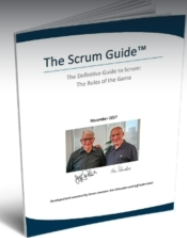 The Scrum Guide™
The Definitive Guide to Scrum:
The Rules of the Game
November 2017